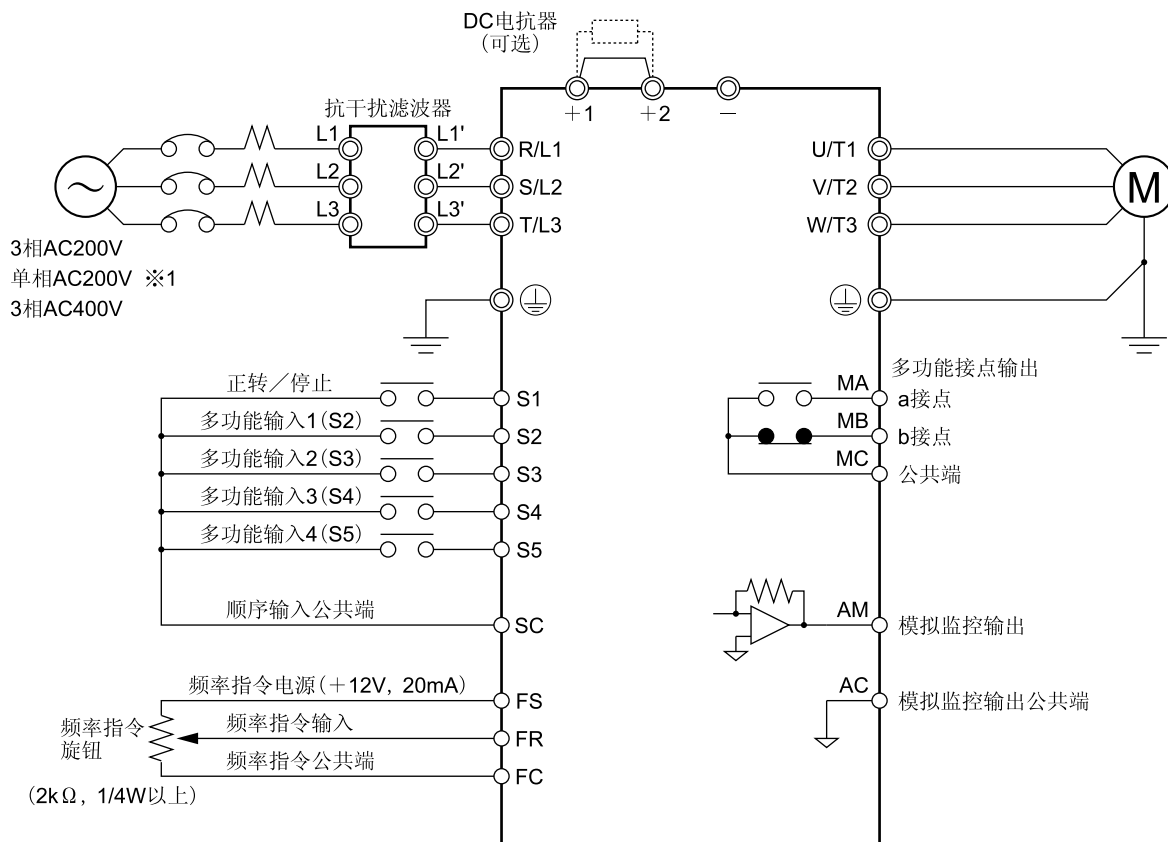 DC电抗器
(可选)
+1
+2
−
抗干扰滤波器
L1
L1'
R/L1
L2
L2'
S/L2
L3
L3'
T/L3
U/T1
V/T2
W/T3
M
3相AC200V
单相AC200V ※1
3相AC400V
正转/停止
S1
多功能输入1(S2)
S2
多功能输入2(S3)
S3
多功能输入3(S4)
S4
多功能输入4(S5)
S5
顺序输入公共端
SC
多功能接点输出
MA
a接点
MB
b接点
MC
公共端
AM
模拟监控输出
AC
模拟监控输出公共端
频率指令电源(+12V, 20mA)
FS
频率指令
旋钮
频率指令输入
FR
频率指令公共端
FC
(2kΩ, 1/4W以上)